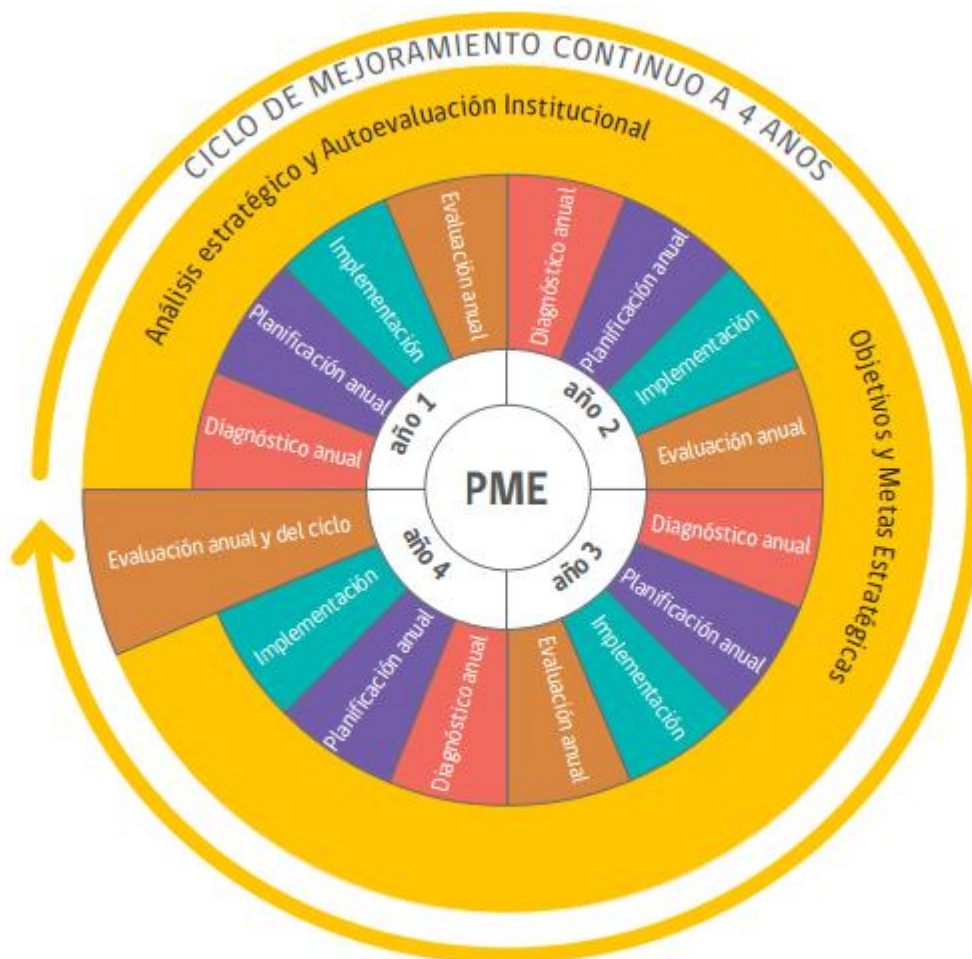 CICLO DE MEJORAMIENTO CONTINUO A 4 AÑOS
Análisis estratégico y Autoevaluación Institucional
Objetivos y Metas Estratégicas
PME
año 1
Diagnóstico anual
Planificación anual
Implementación
Evaluación anual
año 2
Diagnóstico anual
Planificación anual
Implementación
Evaluación anual
año 3
Diagnóstico anual
Planificación anual
Implementación
Evaluación anual
año 4
Diagnóstico anual
Planificación anual
Implementación
Evaluación anual y del ciclo